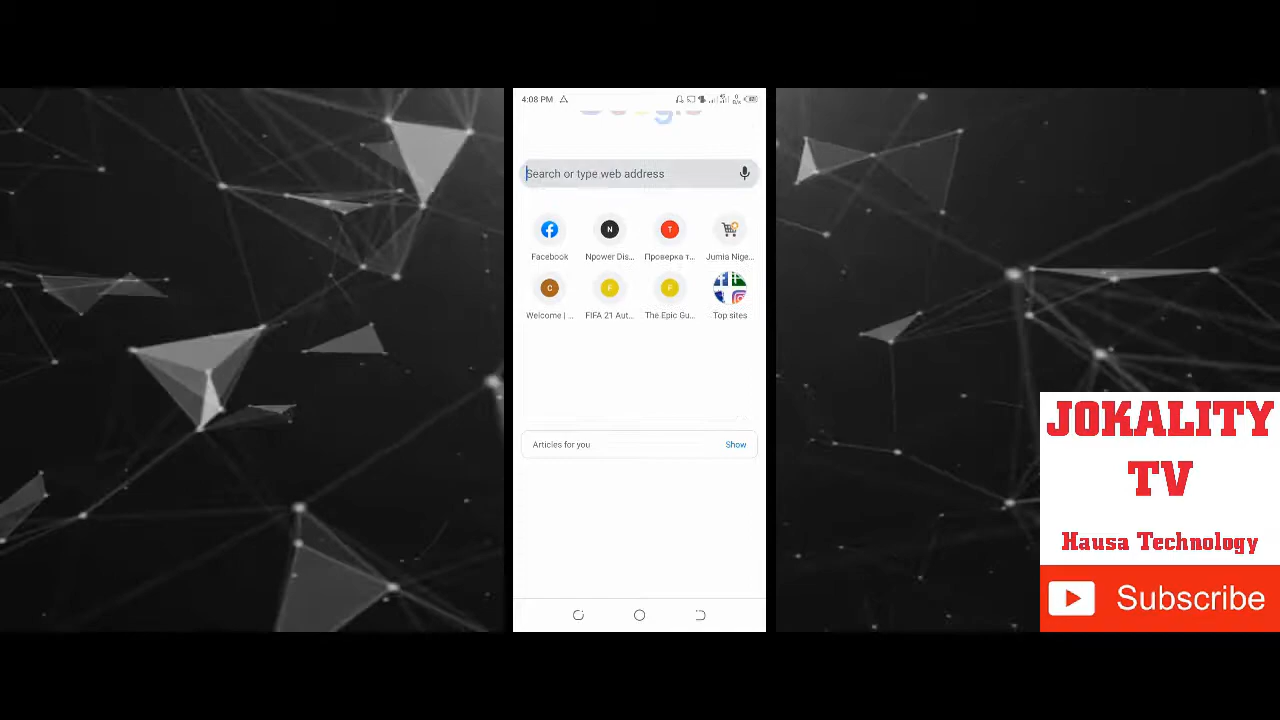 4:08 PM
Google
Search or type web address
Facebook
N
Npower Dis...
T
Проверка т...
Jumia Nige...
C
Welcome | ...
F
FIFA 21 Aut...
F
The Epic Gu...
Top sites
Articles for you
Show
JOKALITY
TV
Hausa Technology
Subscribe